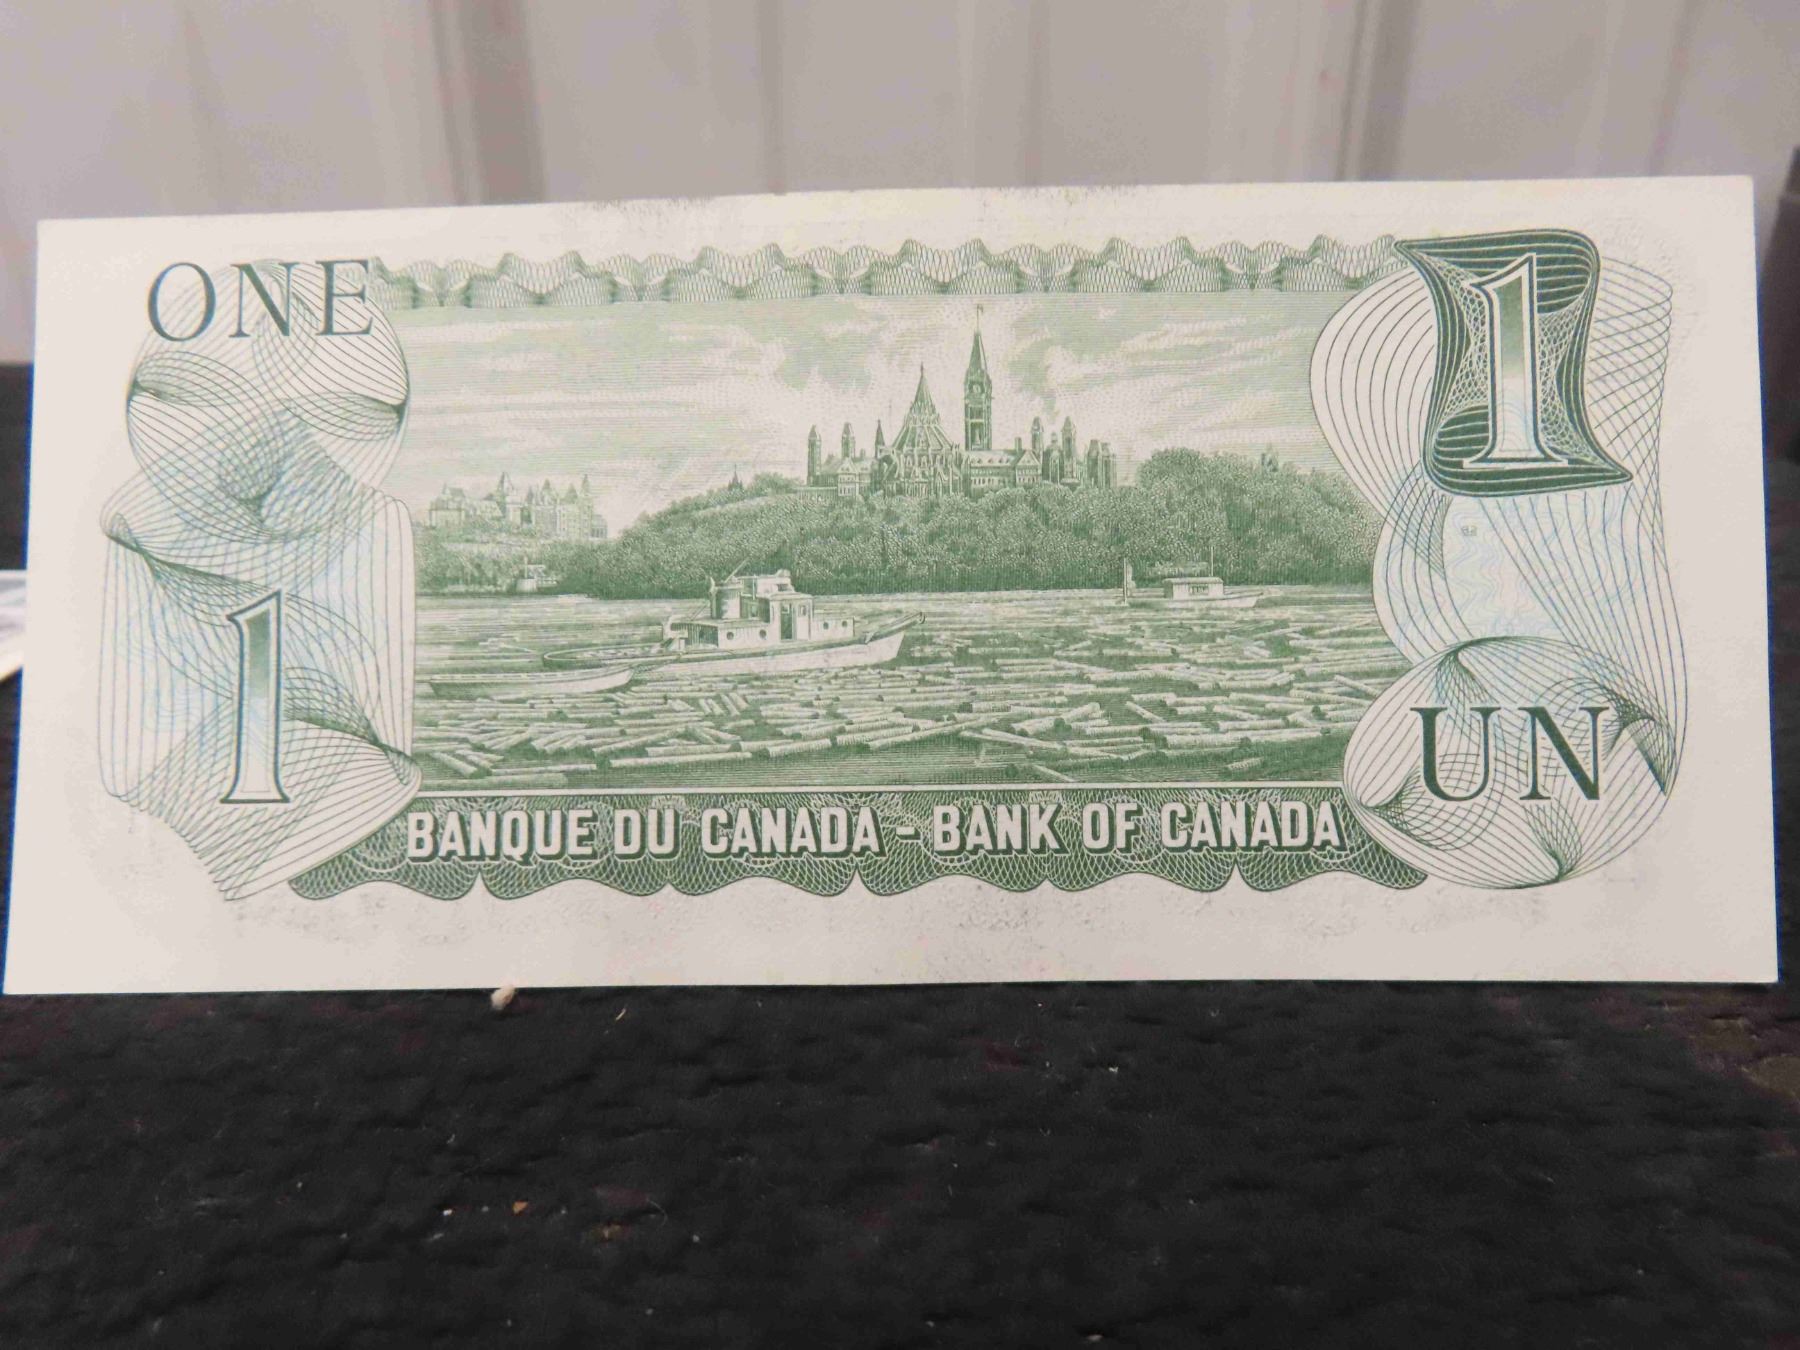 ONE
1
1
BANQUE DU CANADA - BANK OF CANADA
UN